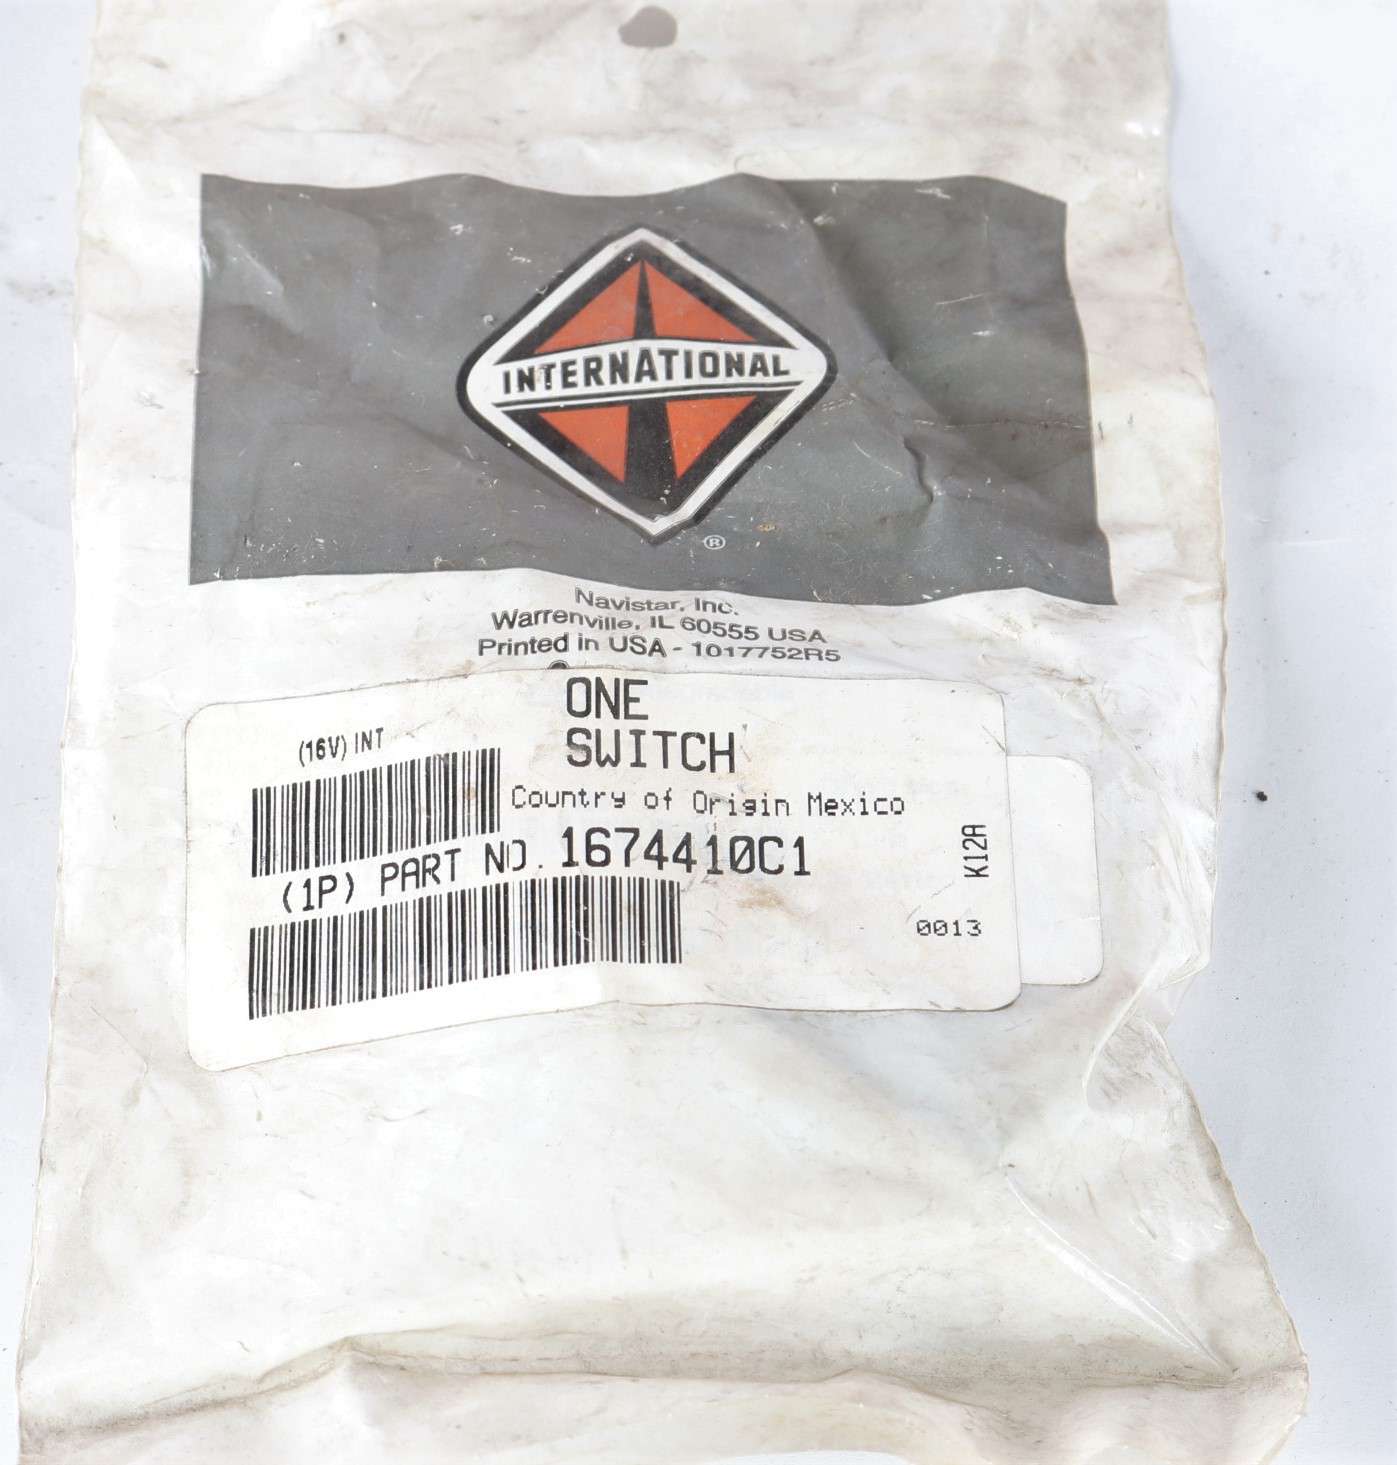 INTERNATIONAL
®
Navistar, Inc.
Warrenville, IL 60555 USA
Printed in USA - 1017752R5
ONE
SWITCH
(16V) INT
Country of Origin Mexico
(1P) PART NO. 1674410C1
K12A
0013